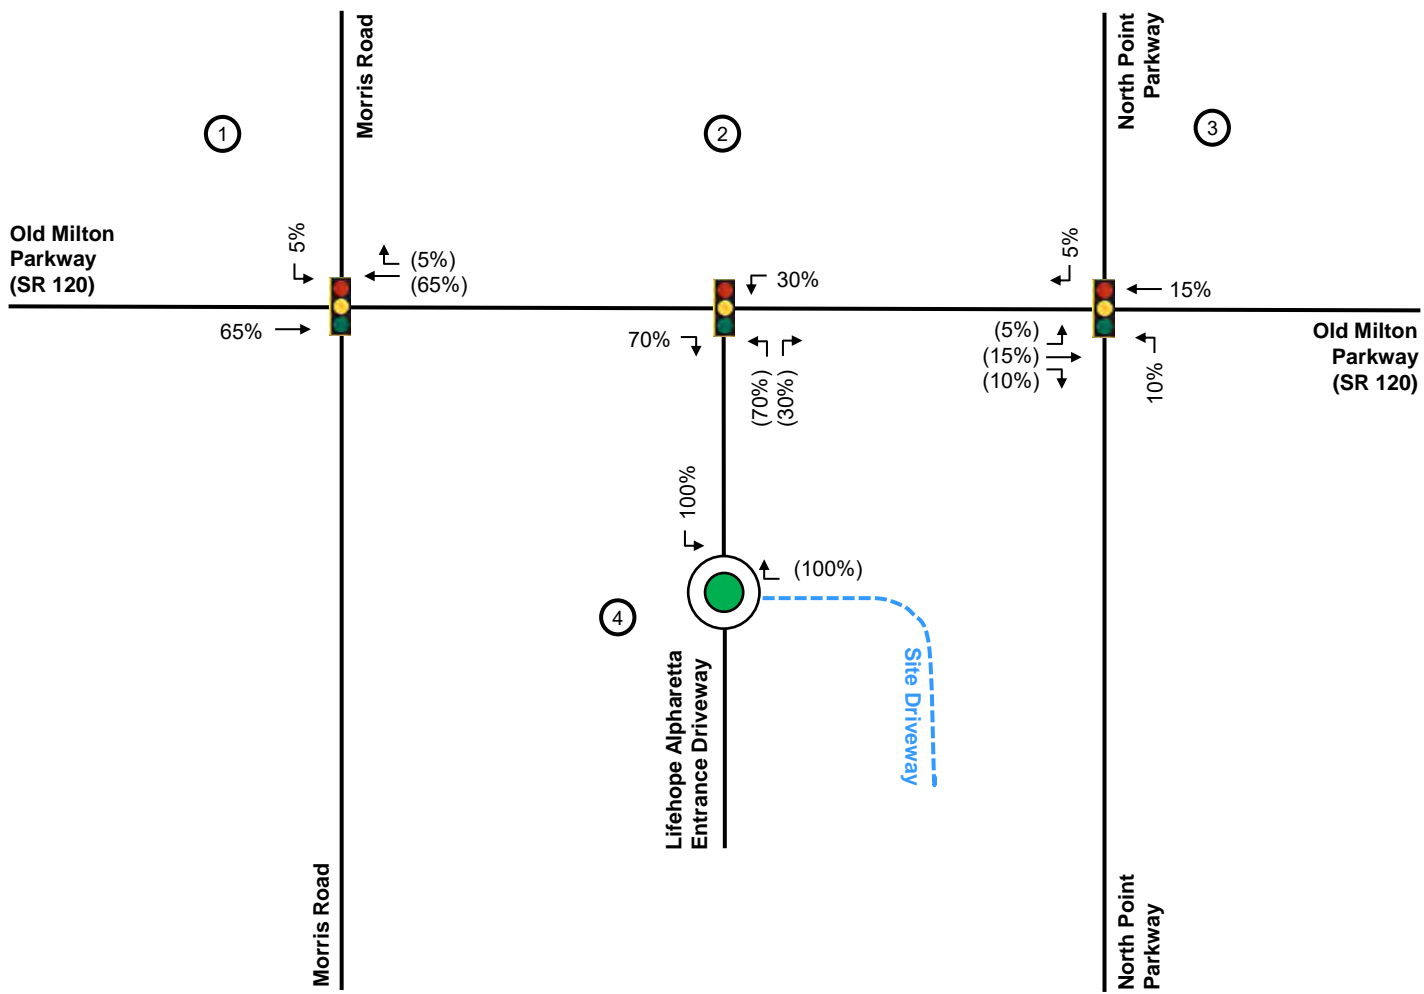 Morris Road
North Point
Parkway
1
2
3
Old Milton
Parkway
(SR 120)
5%
(5%)
(65%)
65%
30%
70%
(70%)
(30%)
5%
15%
(5%)
(15%)
(10%)
10%
Old Milton
Parkway
(SR 120)
100%
(100%)
4
Lifehope Alpharetta
Entrance Driveway
Site Driveway
Morris Road
North Point
Parkway